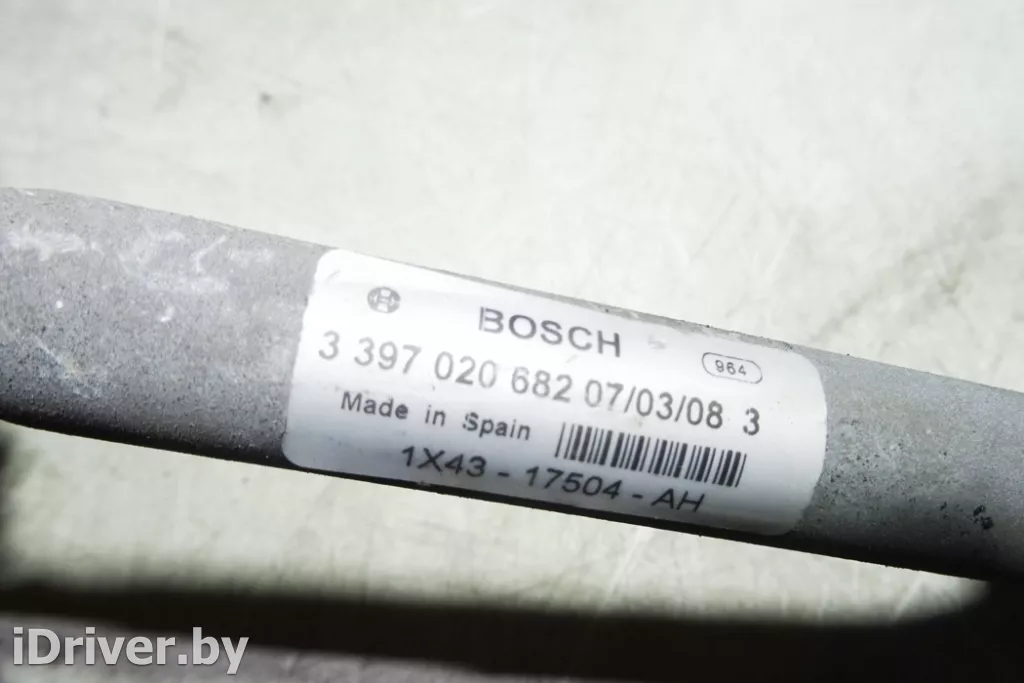 BOSCH
964
3 397 020 682 07/03/08 3
Made in Spain
1X43-17504-AH
iDriver.by